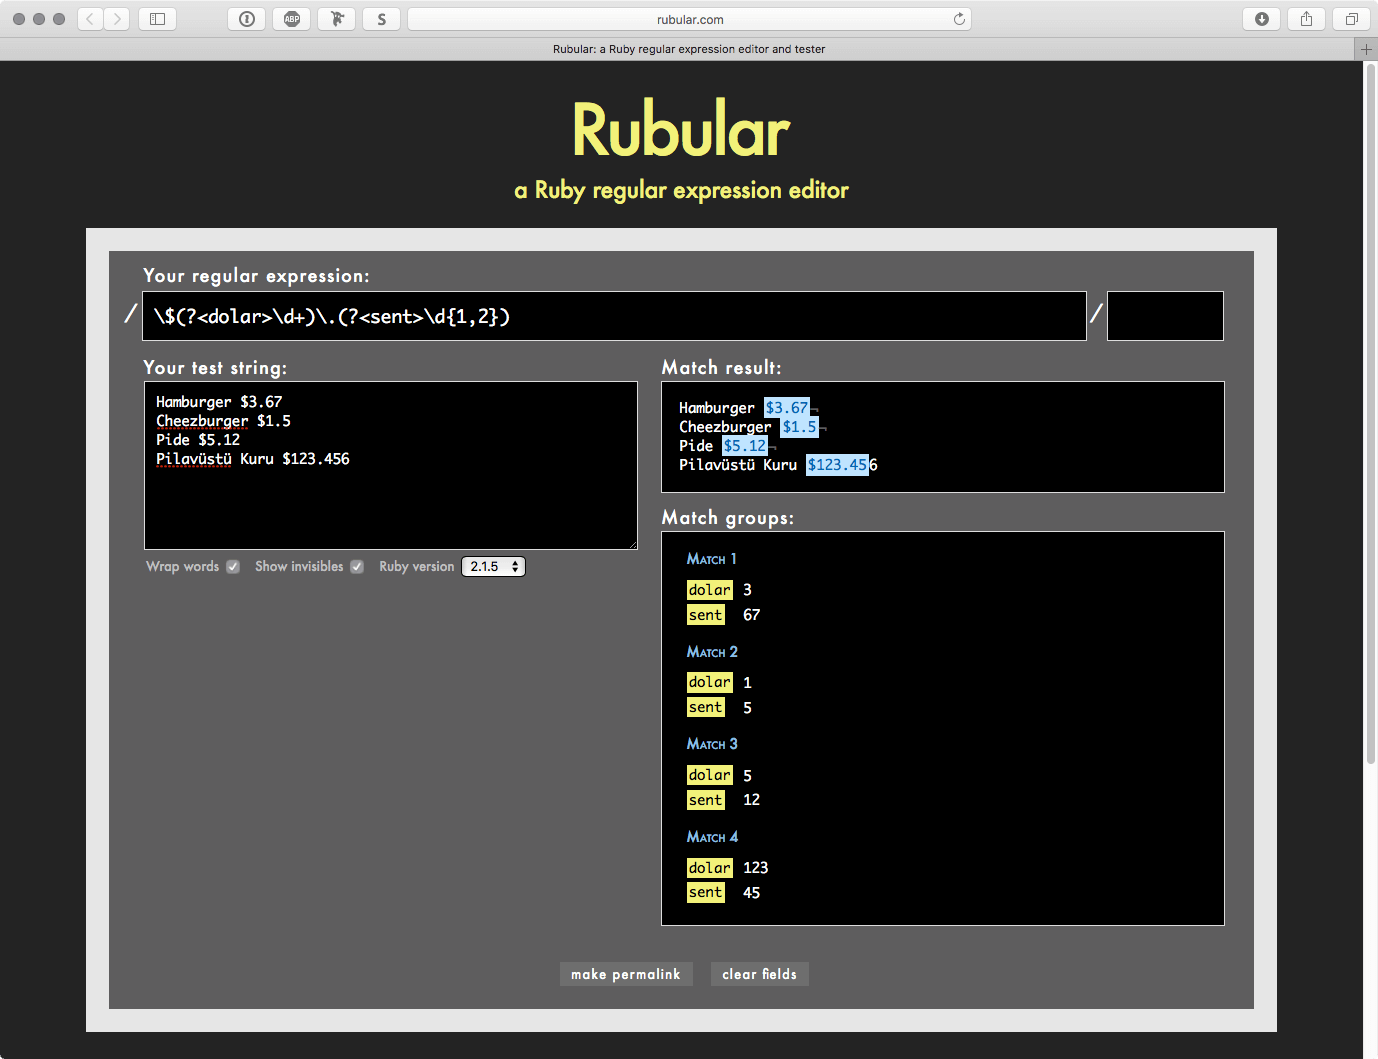 ABP
S
rubular.com
Rubular: a Ruby regular expression editor and tester
Rubular
a Ruby regular expression editor
Your regular expression:
/ \$(?<dolar>\d+)\.(?<sent>\d{1,2}) /
Your test string:
Hamburger $3.67
Cheezburger $1.5
Pide $5.12
Pilavüstü Kuru $123.456
Wrap words Show invisibles Ruby version 2.1.5
Match result:
Hamburger $3.67¬
Cheezburger $1.5¬
Pide $5.12¬
Pilavüstü Kuru $123.456
Match groups:
Match 1
dolar 3
sent 67
Match 2
dolar 1
sent 5
Match 3
dolar 5
sent 12
Match 4
dolar 123
sent 45
make permalink clear fields